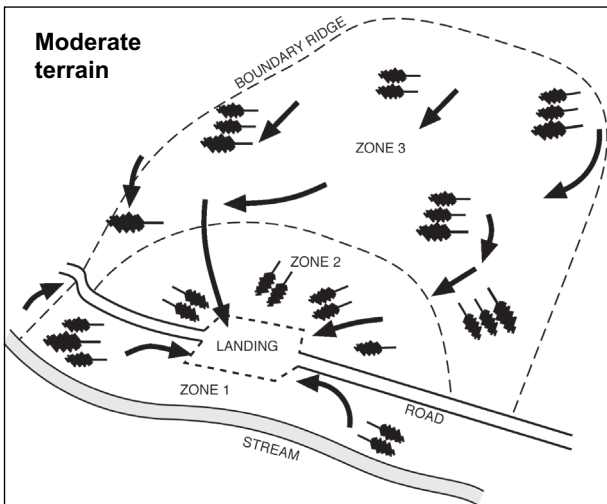 Moderate
terrain
BOUNDARY RIDGE
ZONE 3
ZONE 2
LANDING
ZONE 1
ROAD
STREAM